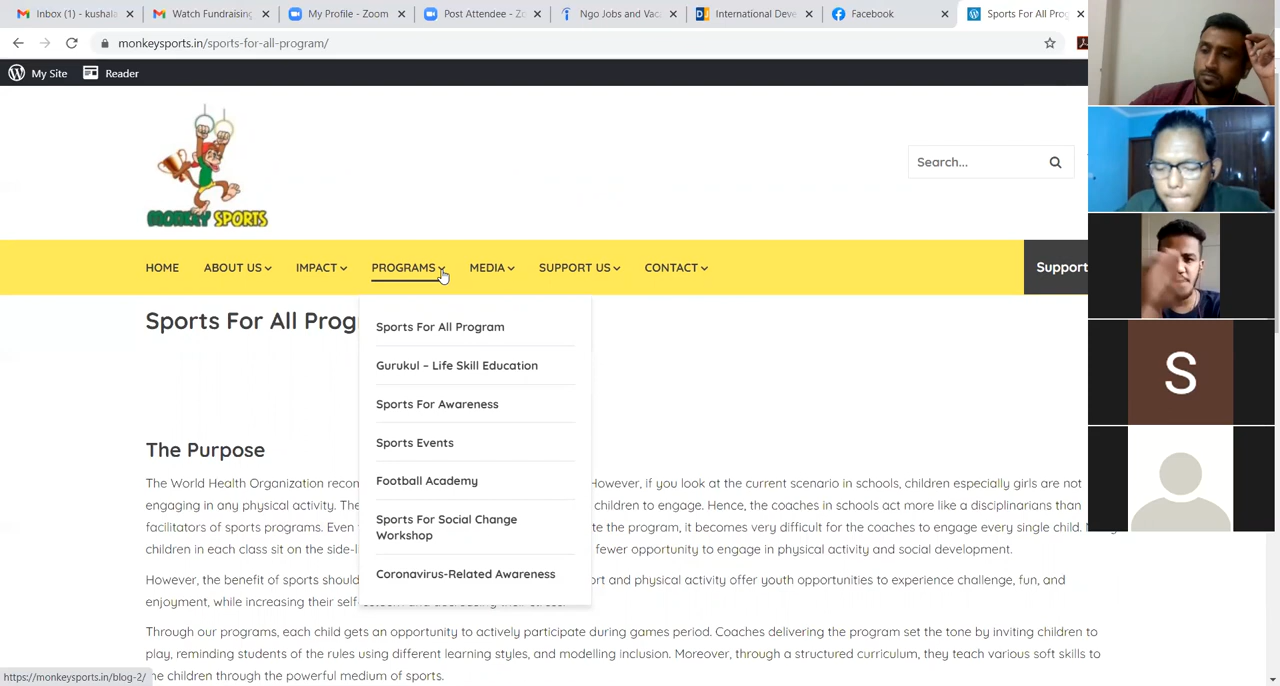 Inbox (1) - kushala
Watch Fundraising
My Profile - Zoom
Post Attendee - Zo
Ngo Jobs and Vaca
International Deve
Facebook
Sports For All Prog
monkeysports.in/sports-for-all-program/
My Site
Reader
MONKEY SPORTS
Search...
HOME
ABOUT US
IMPACT
PROGRAMS
MEDIA
SUPPORT US
CONTACT
Support
Sports For All Prog
Sports For All Program
Gurukul – Life Skill Education
Sports For Awareness
Sports Events
Football Academy
Sports For Social Change
Workshop
Coronavirus-Related Awareness
The Purpose
The World Health Organization recon However, if you look at the current scenario in schools, children especially girls are not
engaging in any physical activity. The children to engage. Hence, the coaches in schools act more like a disciplinarians than
facilitators of sports programs. Even te the program, it becomes very difficult for the coaches to engage every single child.
children in each class sit on the side-li fewer opportunity to engage in physical activity and social development.
However, the benefit of sports should ort and physical activity offer youth opportunities to experience challenge, fun, and
enjoyment, while increasing their self
Through our programs, each child gets an opportunity to actively participate during games period. Coaches delivering the program set the tone by inviting children to
play, reminding students of the rules using different learning styles, and modelling inclusion. Moreover, through a structured curriculum, they teach various soft skills to
the children through the powerful medium of sports.
https://monkeysports.in/blog-2/
S